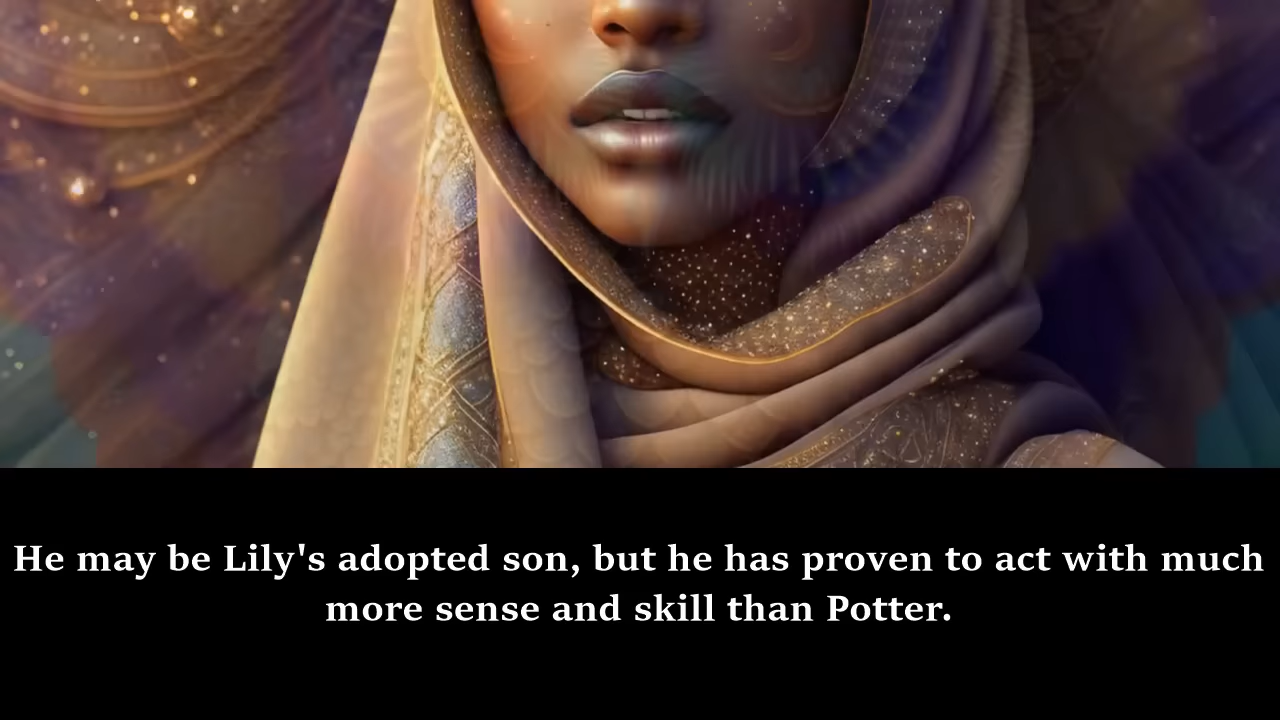 He may be Lily's adopted son, but he has proven to act with much
more sense and skill than Potter.